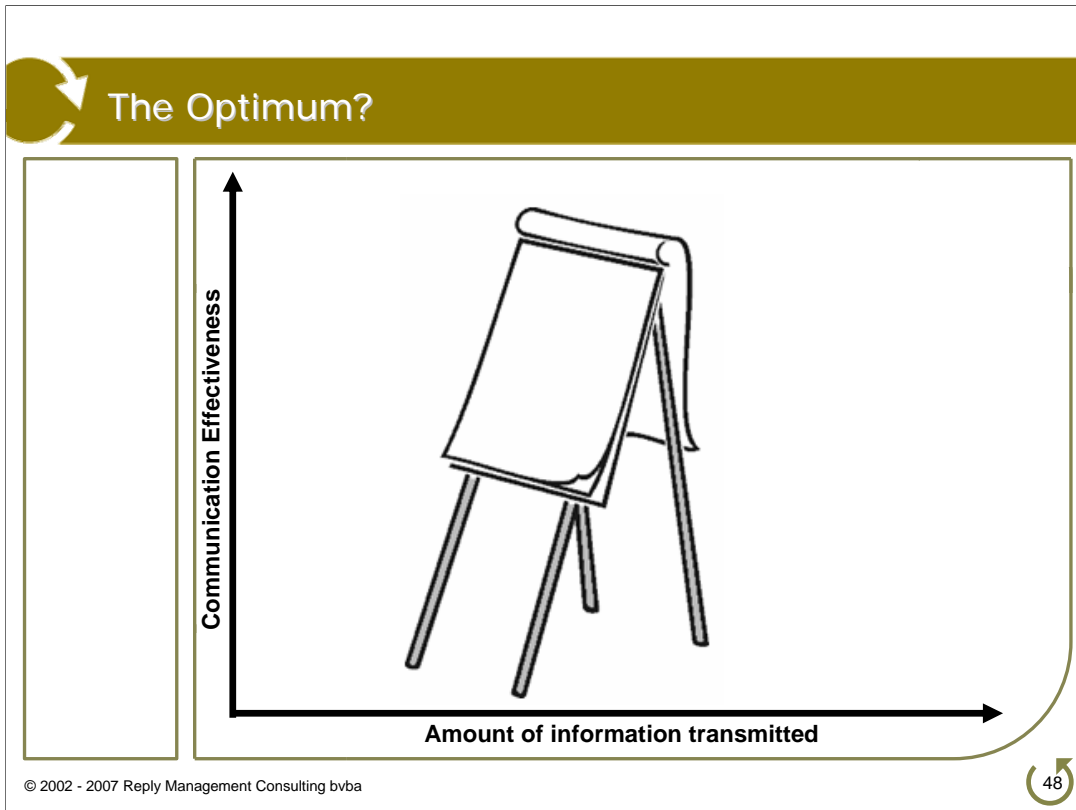 The Optimum?
Communication Effectiveness
Amount of information transmitted
© 2002 - 2007 Reply Management Consulting bvba
48